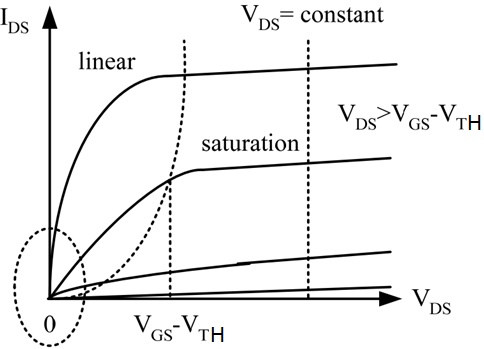 I_DS
V_DS= constant
linear
V_DS>V_GS-V_TH
saturation
V_DS
0
V_GS-V_TH